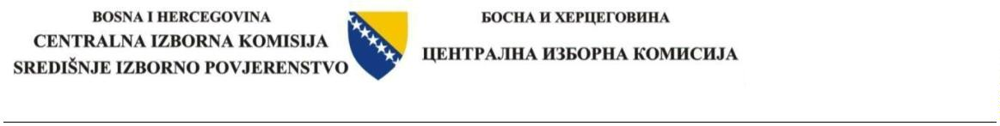 BOSNA I HERCEGOVINA
CENTRALNA IZBORNA KOMISIJA
SREDIŠNJE IZBORNO POVJERENSTVO
БОСНА И ХЕРЦЕГОВИНА
ЦЕНТРАЛНА ИЗБОРНА КОМИСИЈА